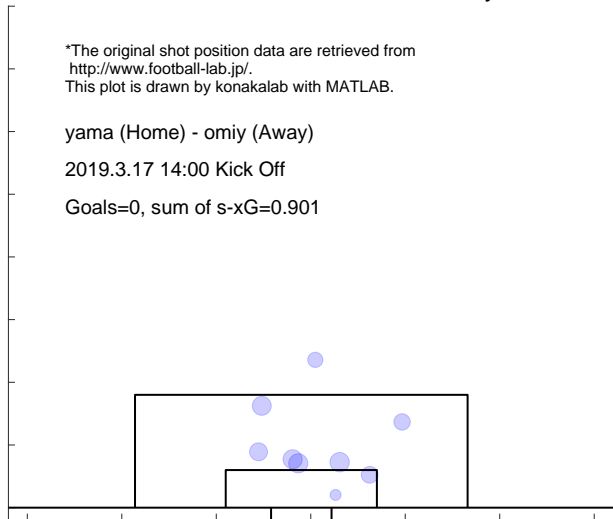 *The original shot position data are retrieved from
http://www.football-lab.jp/.
This plot is drawn by konakalab with MATLAB.
yama (Home) - omiy (Away)
2019.3.17 14:00 Kick Off
Goals=0, sum of s-xG=0.901